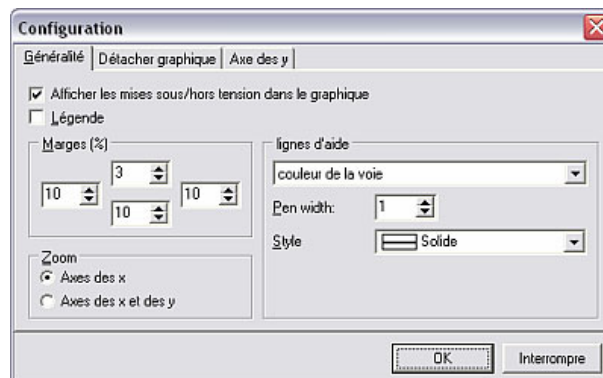 Configuration
Généralité Détacher graphique Axe des y
Afficher les mises sous/hors tension dans le graphique
Légende
Marges (%)
3
10 10
10
Zoom
Axes des x
Axes des x et des y
lignes d'aide
couleur de la voie
Pen width: 1
Style Solide
OK Interrompre